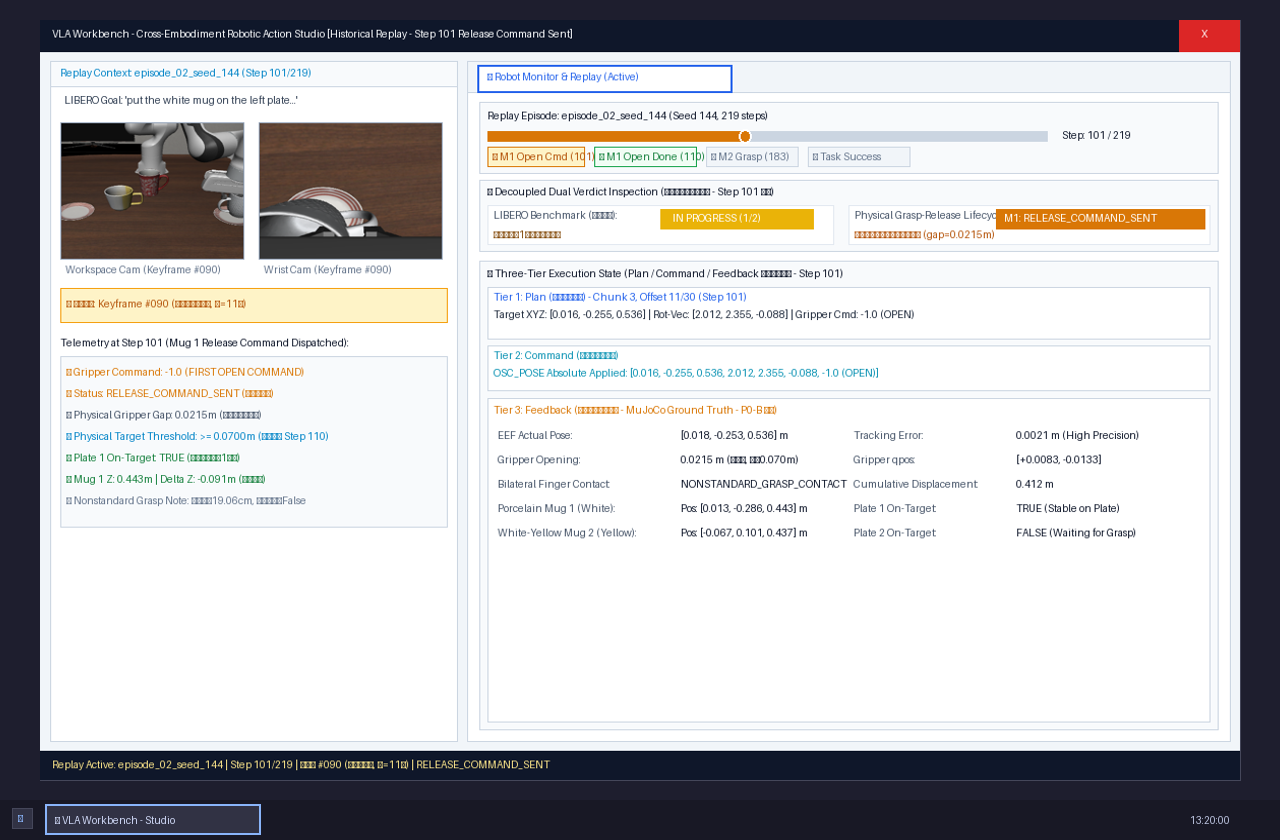 VLA Workbench - Cross-Embodiment Robotic Action Studio [Historical Replay - Step 101 Release Command Sent]
X
Replay Context: episode_02_seed_144 (Step 101/219)
LIBERO Goal: 'put the white mug on the left plate...'
Workspace Cam (Keyframe #090)
Wrist Cam (Keyframe #090)
Keyframe #090
Telemetry at Step 101 (Mug 1 Release Command Dispatched):
Gripper Command: -1.0 (FIRST OPEN COMMAND)
Status: RELEASE_COMMAND_SENT
Physical Gripper Gap: 0.0215m
Physical Target Threshold: >= 0.0700m (Step 110)
Plate 1 On-Target: TRUE
Mug 1 Z: 0.443m | Delta Z: -0.091m
Nonstandard Grasp Note: 19.06cm, False
Robot Monitor & Replay (Active)
Replay Episode: episode_02_seed_144 (Seed 144, 219 steps)
Step: 101 / 219
M1 Open Cmd (101)
M1 Open Done (110)
M2 Grasp (183)
Task Success
Decoupled Dual Verdict Inspection (- Step 101)
LIBERO Benchmark
IN PROGRESS (1/2)
Physical Grasp-Release Lifecyc
M1: RELEASE_COMMAND_SENT
(gap=0.0215m)
Three-Tier Execution State (Plan / Command / Feedback - Step 101)
Tier 1: Plan - Chunk 3, Offset 11/30 (Step 101)
Target XYZ: [0.016, -0.255, 0.536] | Rot-Vec: [2.012, 2.355, -0.088] | Gripper Cmd: -1.0 (OPEN)
Tier 2: Command
OSC_POSE Absolute Applied: [0.016, -0.255, 0.536, 2.012, 2.355, -0.088, -1.0 (OPEN)]
Tier 3: Feedback (- MuJoCo Ground Truth - P0-B)
EEF Actual Pose: [0.018, -0.253, 0.536] m Tracking Error: 0.0021 m (High Precision)
Gripper Opening: 0.0215 m (0.070m) Gripper qpos: [+0.0083, -0.0133]
Bilateral Finger Contact: NONSTANDARD_GRASP_CONTACT Cumulative Displacement: 0.412 m
Porcelain Mug 1 (White): Pos: [0.013, -0.286, 0.443] m Plate 1 On-Target: TRUE (Stable on Plate)
White-Yellow Mug 2 (Yellow): Pos: [-0.067, 0.101, 0.437] m Plate 2 On-Target: FALSE (Waiting for Grasp)
Replay Active: episode_02_seed_144 | Step 101/219 | #090 | RELEASE_COMMAND_SENT
VLA Workbench - Studio
13:20:00